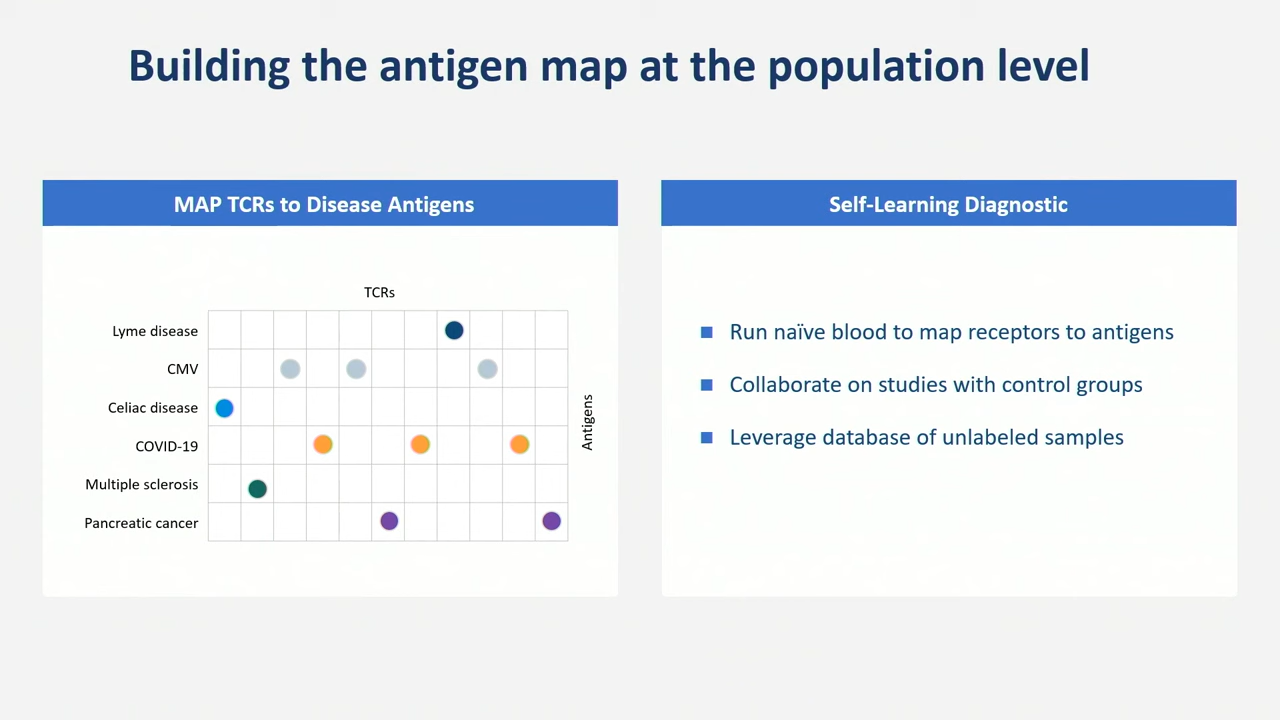 Building the antigen map at the population level
MAP TCRs to Disease Antigens
TCRs
Lyme disease
CMV
Celiac disease
COVID-19
Multiple sclerosis
Pancreatic cancer
Antigens
Self-Learning Diagnostic
Run naïve blood to map receptors to antigens
Collaborate on studies with control groups
Leverage database of unlabeled samples